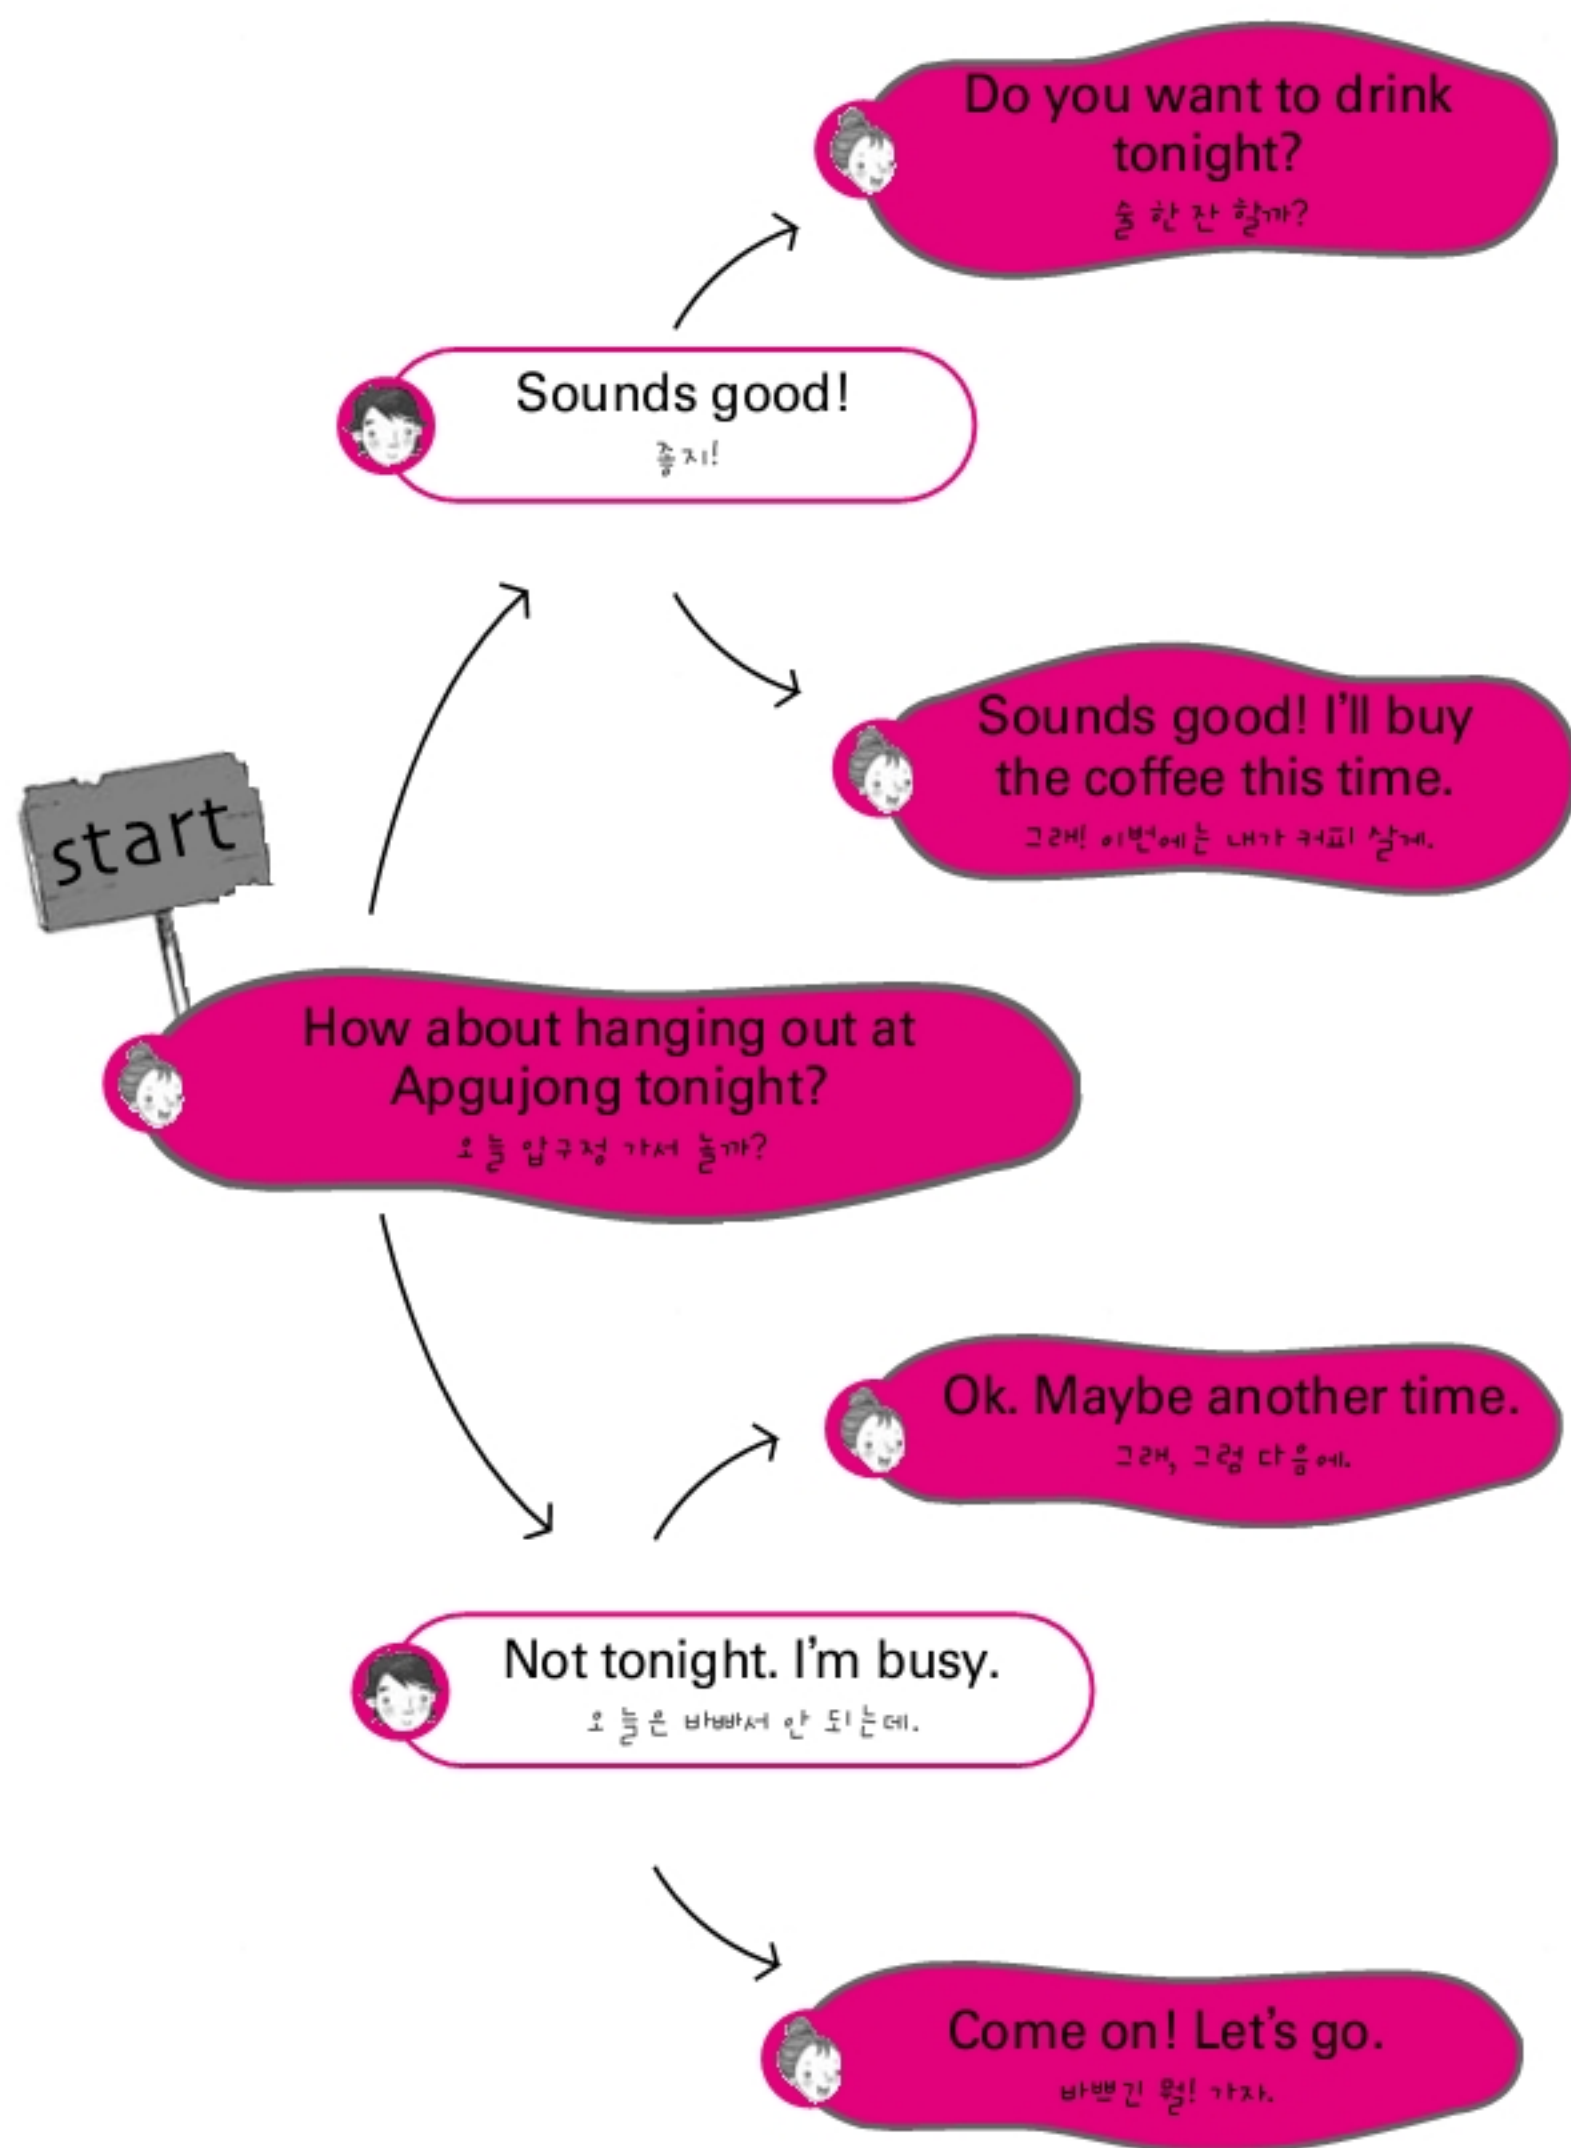 Do you want to drink
tonight?
술 한 잔 할까?
Sounds good!
좋지!
Sounds good! I'll buy
the coffee this time.
그래! 이번에는 내가 커피 살게.
start
How about hanging out at
Apgujong tonight?
오늘 압구정 가서 놀까?
Ok. Maybe another time.
그래, 그럼 다음에.
Not tonight. I'm busy.
오늘은 바빠서 안 되는데.
Come on! Let's go.
바쁘긴 뭘! 가자.